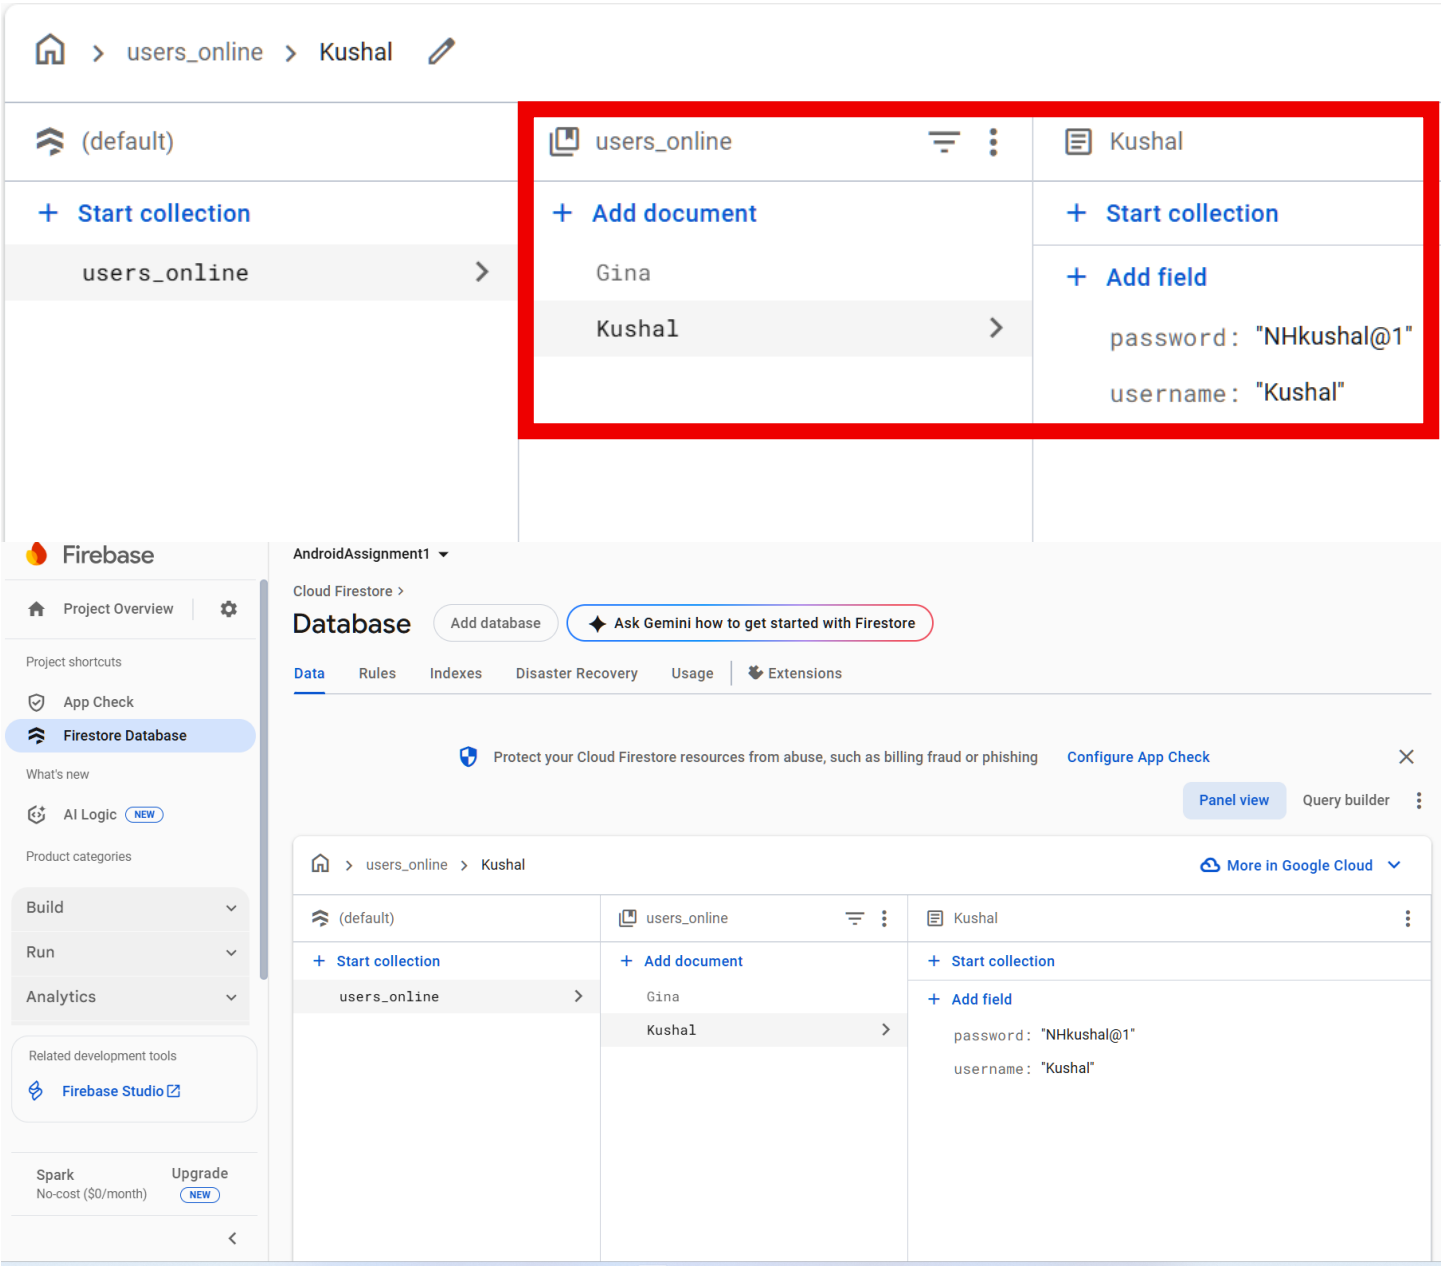 users_online > Kushal
(default)
users_online
Kushal
+ Start collection
+ Add document
+ Start collection
users_online
Gina
+ Add field
Kushal
password: "NHkushal@1"
username: "Kushal"
Firebase
AndroidAssignment1
Project Overview
Cloud Firestore >
Database
Add database
Ask Gemini how to get started with Firestore
Project shortcuts
Data
Rules
Indexes
Disaster Recovery
Usage
Extensions
App Check
Firestore Database
Protect your Cloud Firestore resources from abuse, such as billing fraud or phishing
Configure App Check
What's new
AI Logic NEW
Panel view
Query builder
Product categories
users_online > Kushal
More in Google Cloud
Build
(default)
users_online
Kushal
Run
+ Start collection
+ Add document
+ Start collection
Analytics
users_online
Gina
+ Add field
Kushal
password: "NHkushal@1"
username: "Kushal"
Related development tools
Firebase Studio
Spark
No-cost ($0/month)
Upgrade
NEW